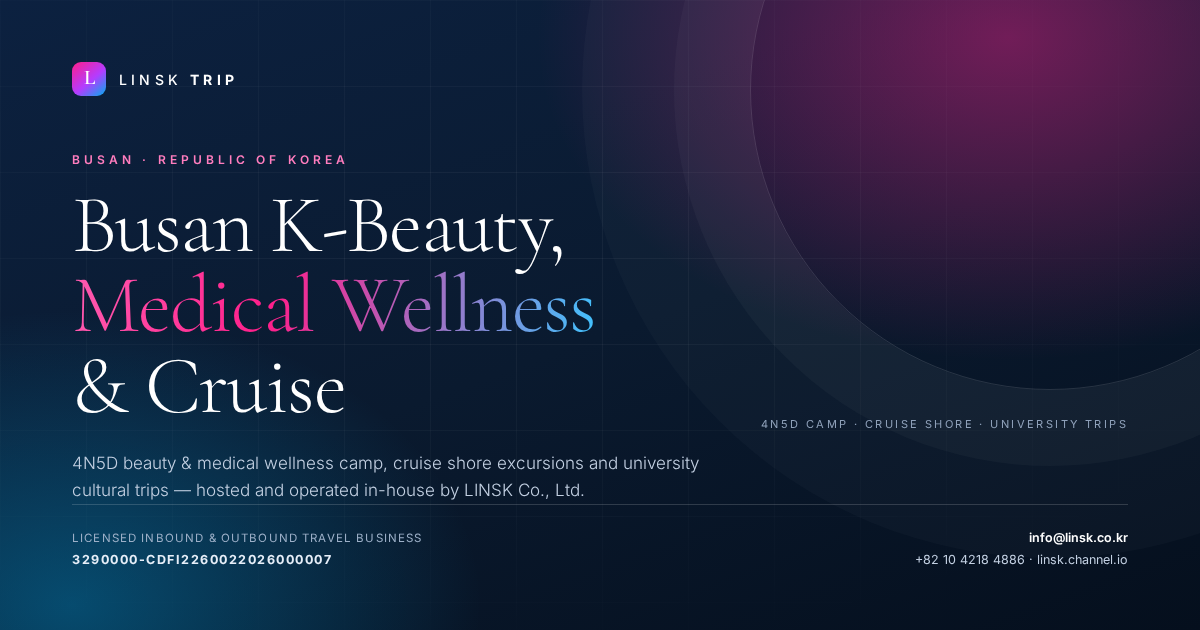 L LINSK TRIP
BUSAN · REPUBLIC OF KOREA
Busan K-Beauty,
Medical Wellness
& Cruise
4N5D CAMP · CRUISE SHORE · UNIVERSITY TRIPS
4N5D beauty & medical wellness camp, cruise shore excursions and university
cultural trips — hosted and operated in-house by LINSK Co., Ltd.
LICENSED INBOUND & OUTBOUND TRAVEL BUSINESS
3290000-CDFI2260022026000007
info@linsk.co.kr
+82 10 4218 4886 · linsk.channel.io